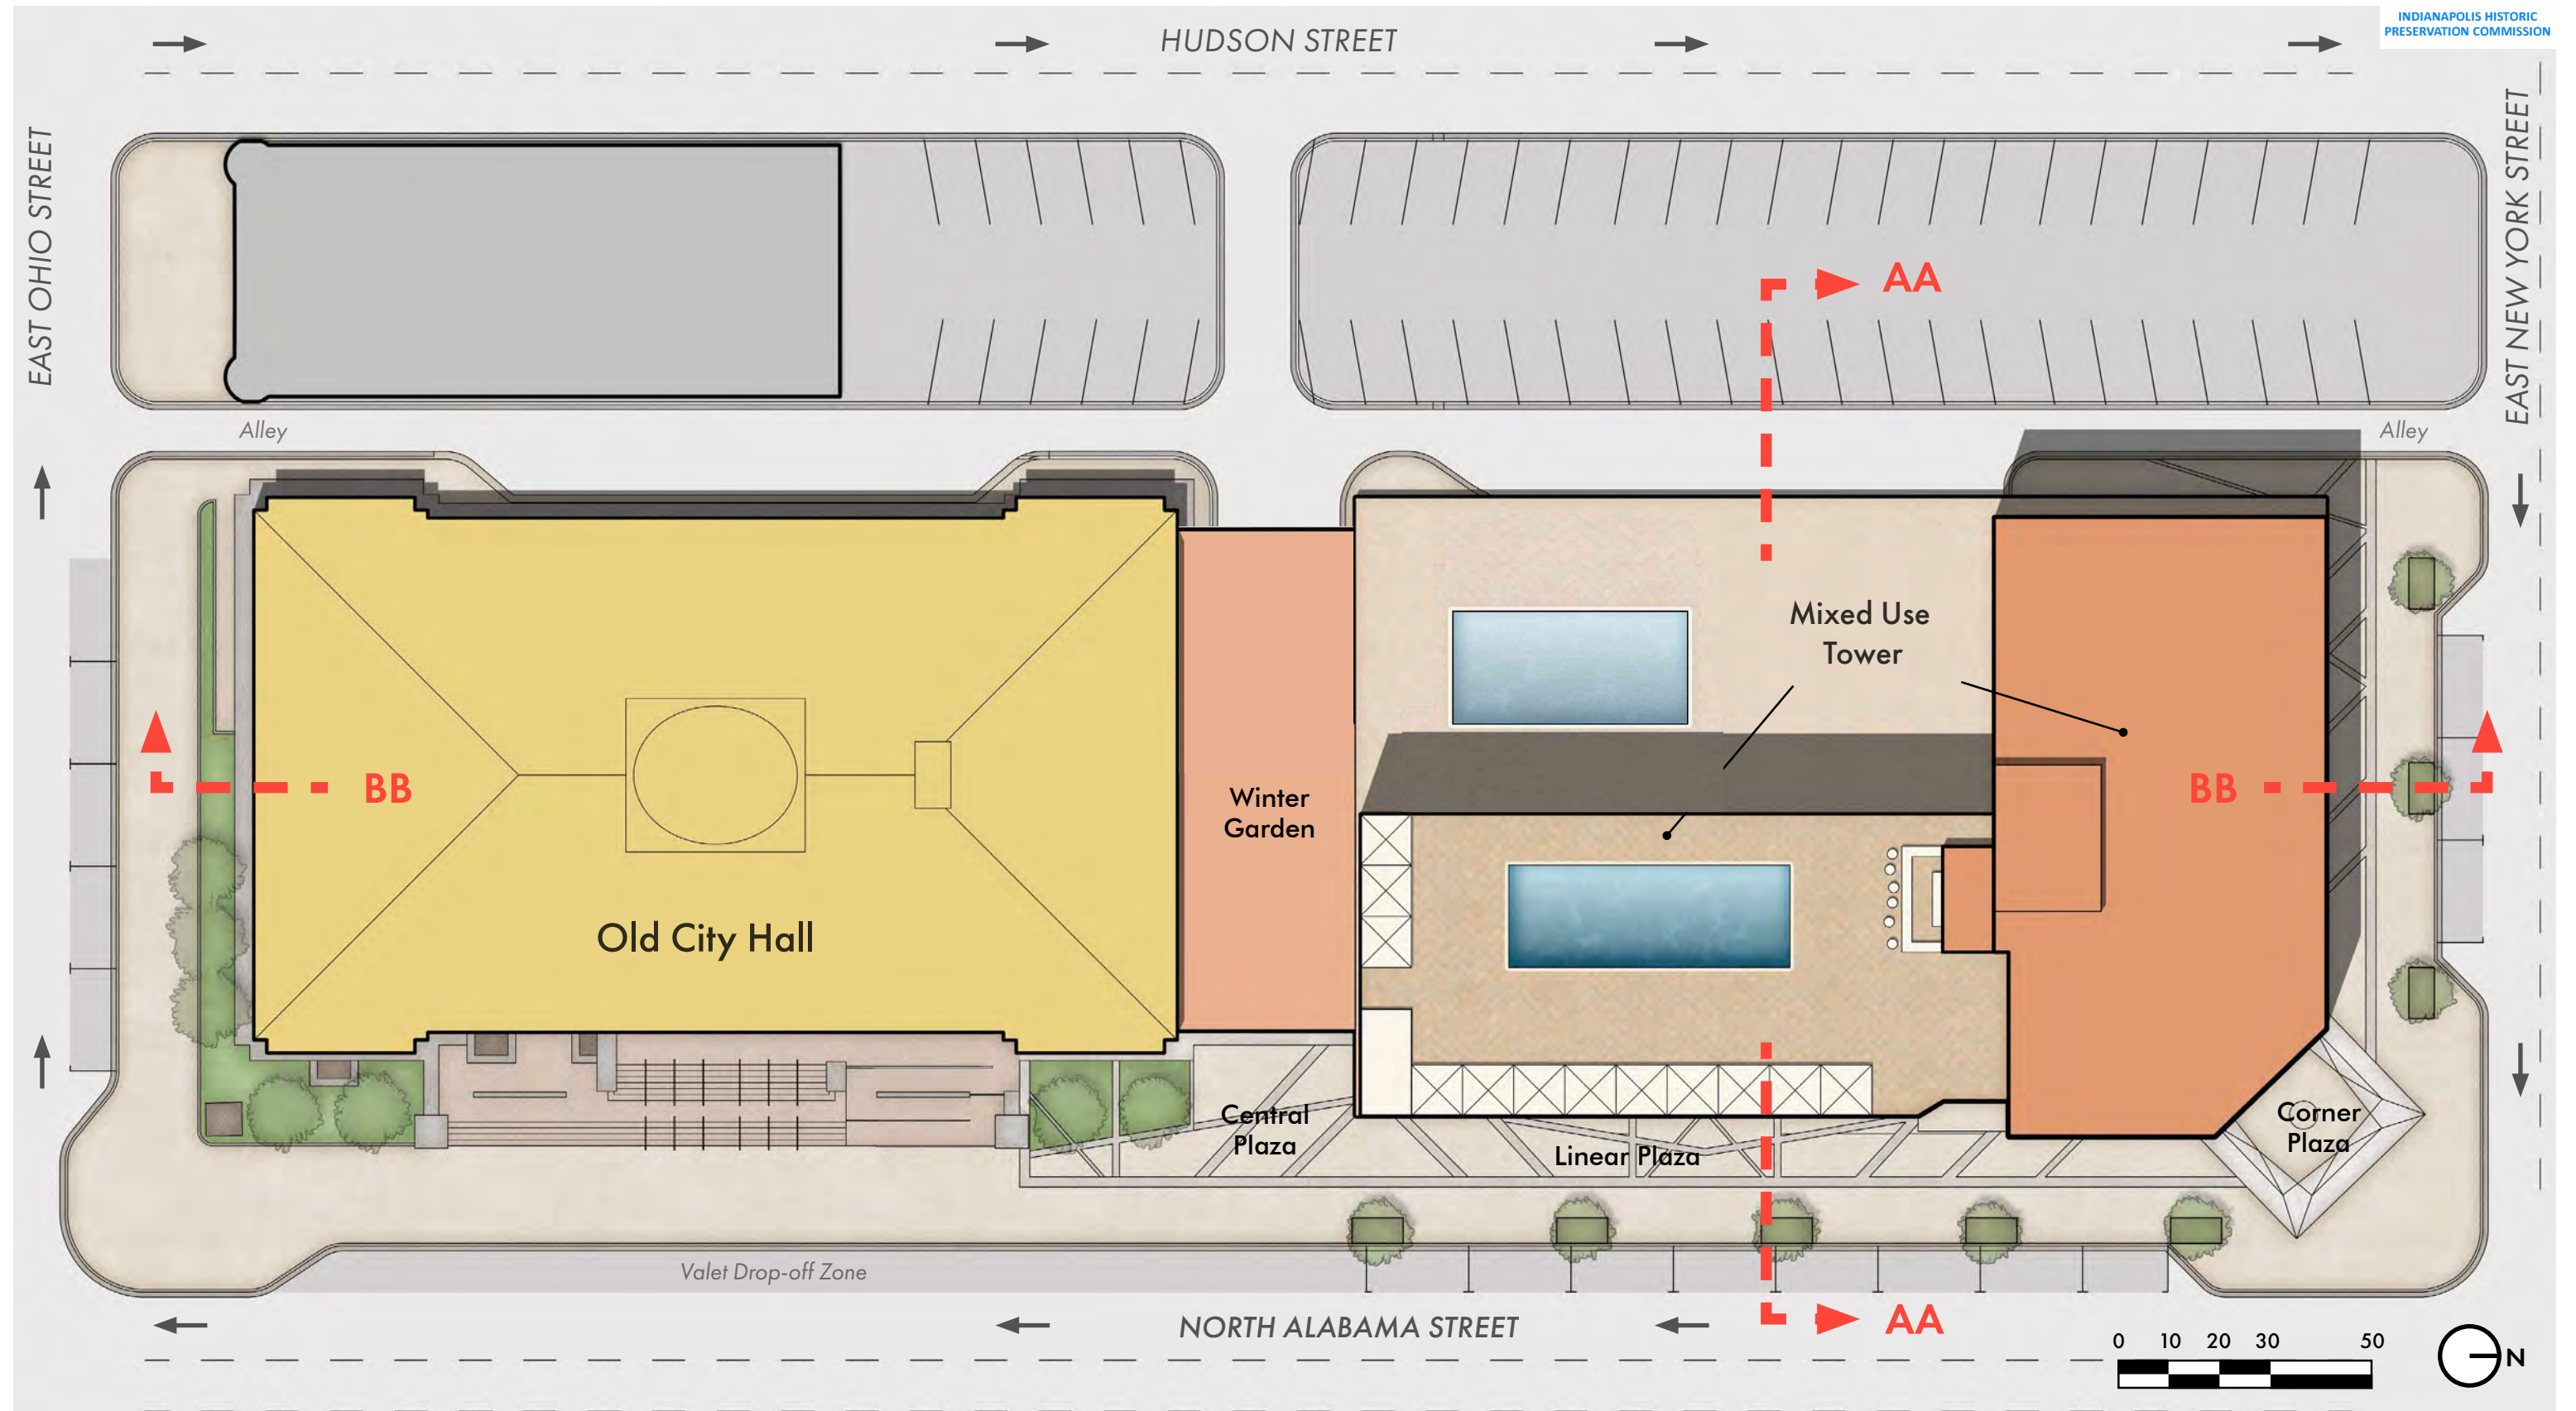 HUDSON STREET
INDIANAPOLIS HISTORIC
PRESERVATION COMMISSION
EAST OHIO STREET
EAST NEW YORK STREET
AA
Alley
Alley
Mixed Use
Tower
BB
BB
Winter
Garden
Old City Hall
Central
Plaza
Linear Plaza
Corner
Plaza
Valet Drop-off Zone
NORTH ALABAMA STREET
AA
0 10 20 30 50
N